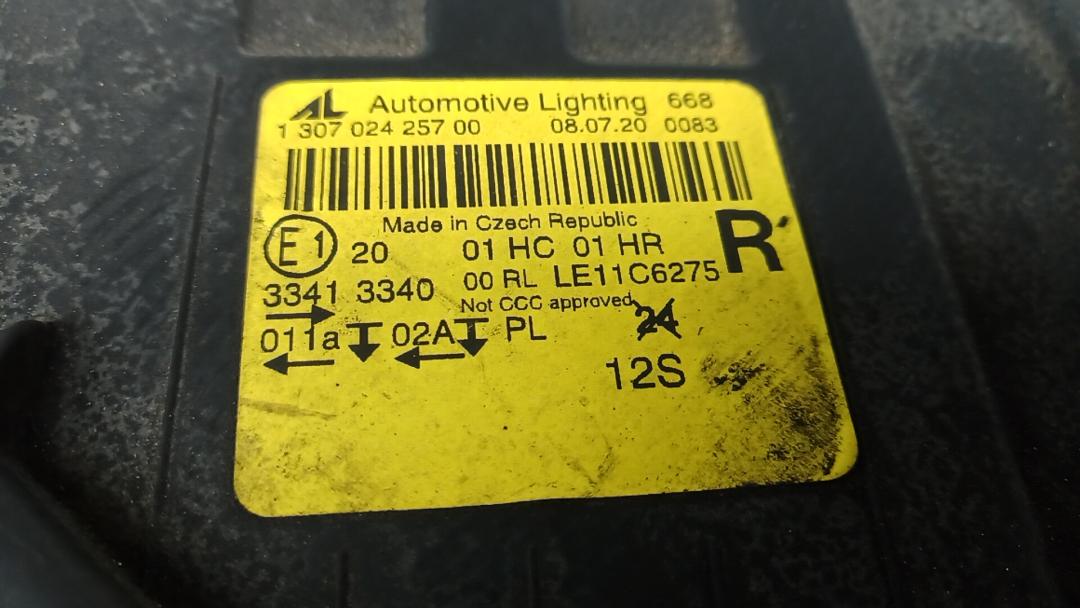 AL Automotive Lighting 668
1 307 024 257 00 08.07.20 0083
Made in Czech Republic
E1 20 01 HC 01 HR R
3341 3340 00 RL LE11C6275
Not CCC approved
011a 02A PL 24
12S